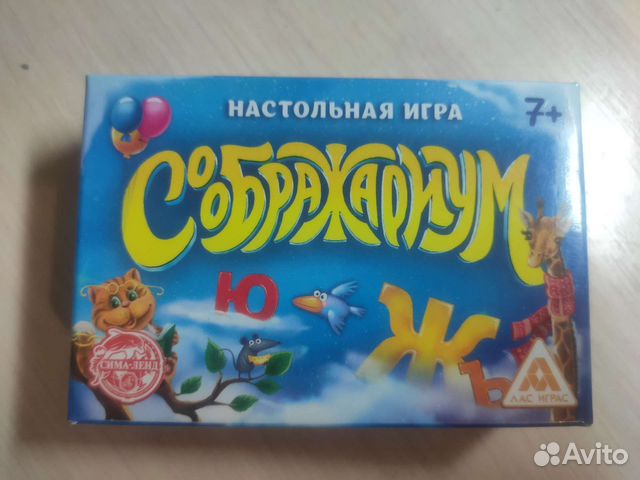 НАСТОЛЬНАЯ ИГРА
7+
СООБРАЖАРИУМ
Ю
Ж
Ъ
СИМА-ЛЕНД
ЛАС ИГРАС
Avito